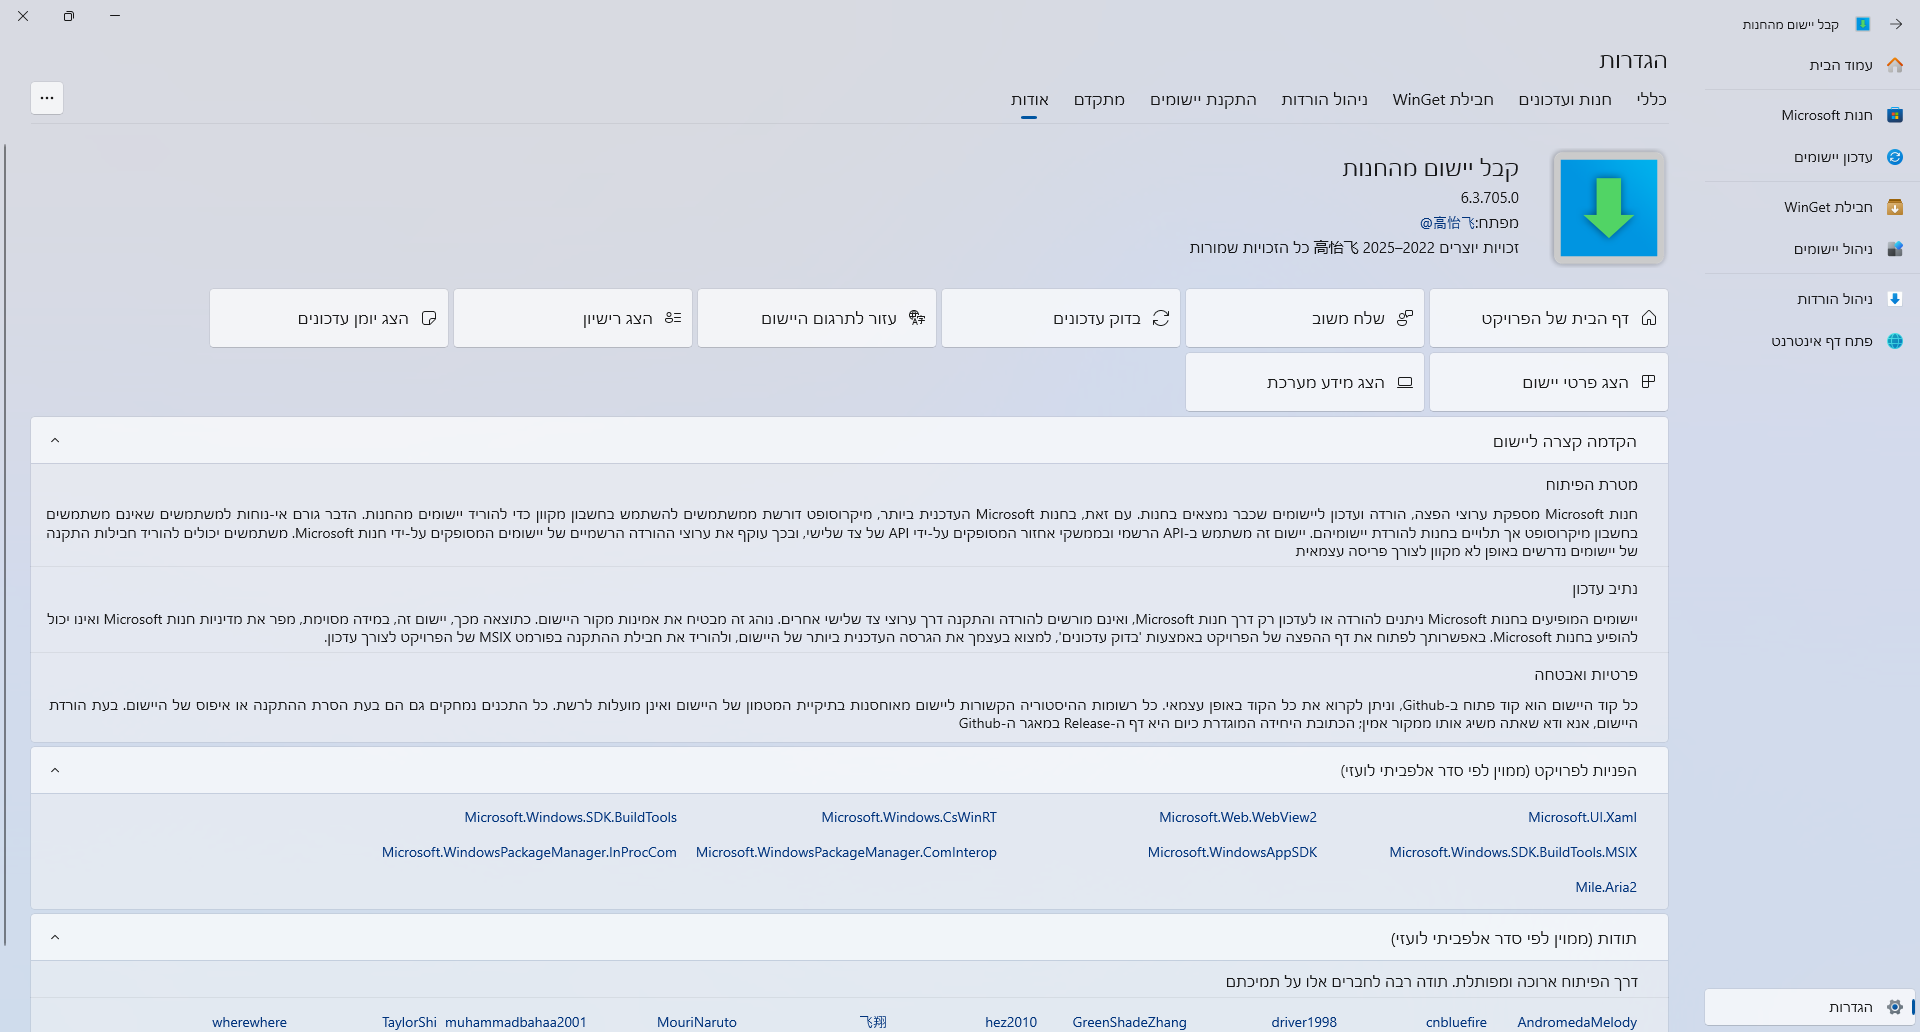 קבל יישום מהחנות
עמוד הבית
חנות Microsoft
עדכון יישומים
חבילת WinGet
ניהול יישומים
ניהול הורדות
פתח דף אינטרנט
הגדרות
הגדרות
כללי
חנות ועדכונים
חבילת WinGet
ניהול הורדות
התקנת יישומים
מתקדם
אודות
קבל יישום מהחנות
6.3.705.0
מפתח:高怡飞@
זכויות יוצרים 2022–2025 高怡飞 כל הזכויות שמורות
דף הבית של הפרויקט
שלח משוב
בדוק עדכונים
עזור לתרגום היישום
הצג רישיון
הצג יומן עדכונים
הצג פרטי יישום
הצג מידע מערכת
הקדמה קצרה ליישום
מטרת הפיתוח
חנות Microsoft מספקת ערוצי הפצה, הורדה ועדכון ליישומים שכבר נמצאים בחנות. עם זאת, בחנות Microsoft העדכנית ביותר, מיקרוסופט דורשת ממשתמשים להשתמש בחשבון מקוון כדי להוריד יישומים מהחנות. הדבר גורם אי-נוחות למשתמשים שאינם משתמשים
בחשבון מיקרוסופט אך תלויים בחנות להורדת יישומיהם. יישום זה משתמש ב-API הרשמי ובממשקי אחזור המסופקים על-ידי API של צד שלישי, ובכך עוקף את ערוצי ההורדה הרשמיים של יישומים המסופקים על-ידי חנות Microsoft. משתמשים יכולים להוריד חבילות התקנה
של יישומים נדרשים באופן לא מקוון לצורך פריסה עצמאית
נתיב עדכון
יישומים המופיעים בחנות Microsoft ניתנים להורדה או לעדכון רק דרך חנות Microsoft, ואינם מורשים להורדה והתקנה דרך ערוצי צד שלישי אחרים. נוהג זה מבטיח את אמינות מקור היישום. כתוצאה מכך, יישום זה, במידה מסוימת, מפר את מדיניות חנות Microsoft ואינו יכול
להופיע בחנות Microsoft. באפשרותך לפתוח את דף ההפצה של הפרויקט באמצעות 'בדוק עדכונים', למצוא בעצמך את הגרסה העדכנית ביותר של היישום, ולהוריד את חבילת ההתקנה בפורמט MSIX של הפרויקט לצורך עדכון.
פרטיות ואבטחה
כל קוד היישום הוא קוד פתוח ב-Github, וניתן לקרוא את כל הקוד באופן עצמאי. כל רשומות ההיסטוריה הקשורות ליישום מאוחסנות בתיקיית המטמון של היישום ואינן מועלות לרשת. כל התכנים נמחקים גם הם בעת הסרת ההתקנה או איפוס של היישום. בעת הורדת
היישום, אנא ודא שאתה משיג אותו ממקור אמין; הכתובת היחידה המוגדרת כיום היא דף ה-Release במאגר ה-Github
הפניות לפרויקט (ממוין לפי סדר אלפביתי לועזי)
Microsoft.UI.Xaml
Microsoft.Web.WebView2
Microsoft.Windows.CsWinRT
Microsoft.Windows.SDK.BuildTools
Microsoft.Windows.SDK.BuildTools.MSIX
Microsoft.WindowsAppSDK
Microsoft.WindowsPackageManager.ComInterop
Microsoft.WindowsPackageManager.InProcCom
Mile.Aria2
תודות (ממוין לפי סדר אלפביתי לועזי)
דרך הפיתוח ארוכה ומפותלת. תודה רבה לחברים אלו על תמיכתם
AndromedaMelody
cnbluefire
driver1998
GreenShadeZhang
hez2010
飞翔
MouriNaruto
muhammadbahaa2001
TaylorShi
wherewhere